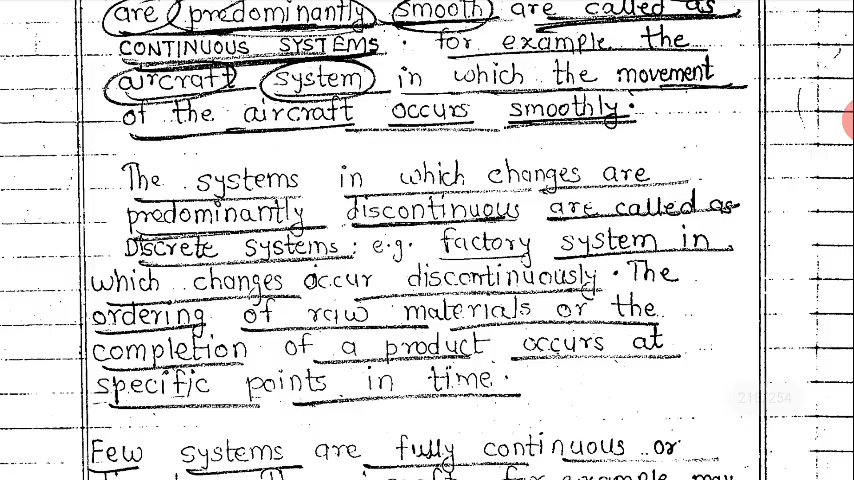 are predominantly smooth are called as
CONTINUOUS SYSTEMS. for example the
aircraft system in which the movement
of the aircraft occurs smoothly.
The systems in which changes are
predominantly discontinuous are called as
Discrete systems: e.g. factory system in
which changes occur discontinuously. The
ordering of raw materials or the
completion of a product occurs at
specific points in time.
Few systems are fully continuous or
for example may